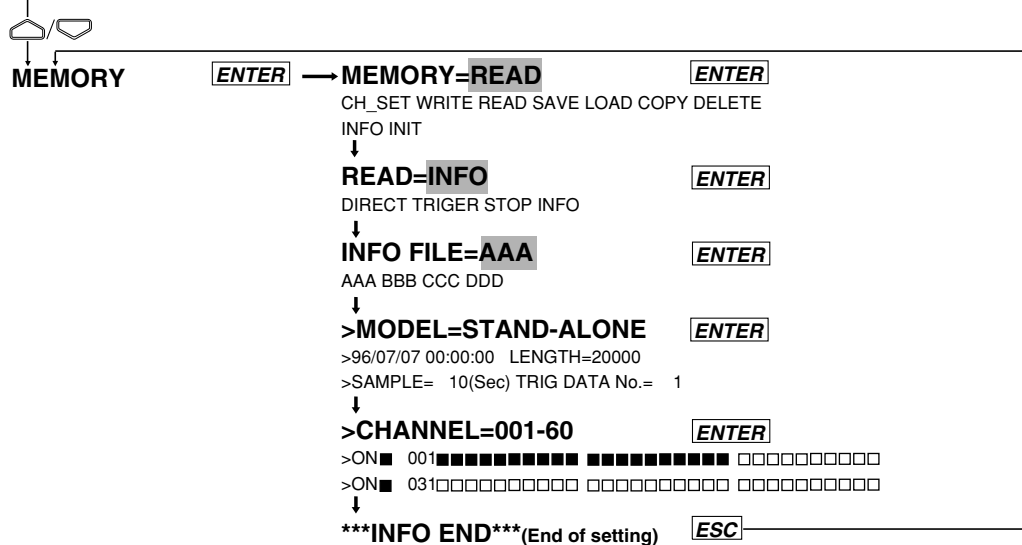 MEMORY ENTER MEMORY=READ ENTER
CH_SET WRITE READ SAVE LOAD COPY DELETE
INFO INIT
READ=INFO ENTER
DIRECT TRIGER STOP INFO
INFO FILE=AAA ENTER
AAA BBB CCC DDD
>MODEL=STAND-ALONE ENTER
>96/07/07 00:00:00 LENGTH=20000
>SAMPLE= 10(Sec) TRIG DATA No.= 1
>CHANNEL=001-60 ENTER
>ON■ 001■■■■■■■■■■ ■■■■■■■■■■ □□□□□□□□□□
>ON■ 031□□□□□□□□□□ □□□□□□□□□□ □□□□□□□□□□
***INFO END***(End of setting) ESC